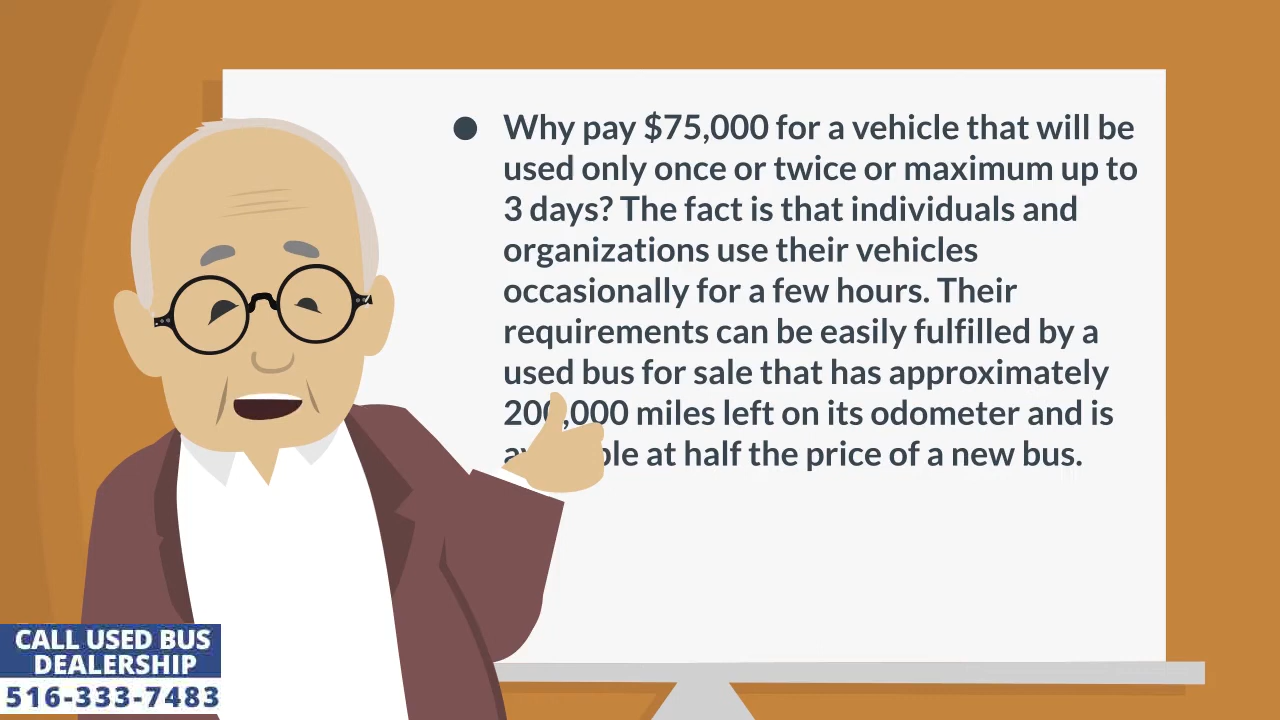 Why pay $75,000 for a vehicle that will be
used only once or twice or maximum up to
3 days? The fact is that individuals and
organizations use their vehicles
occasionally for a few hours. Their
requirements can be easily fulfilled by a
used bus for sale that has approximately
200,000 miles left on its odometer and is
at half the price of a new bus.
CALL USED BUS
DEALERSHIP
516-333-7483